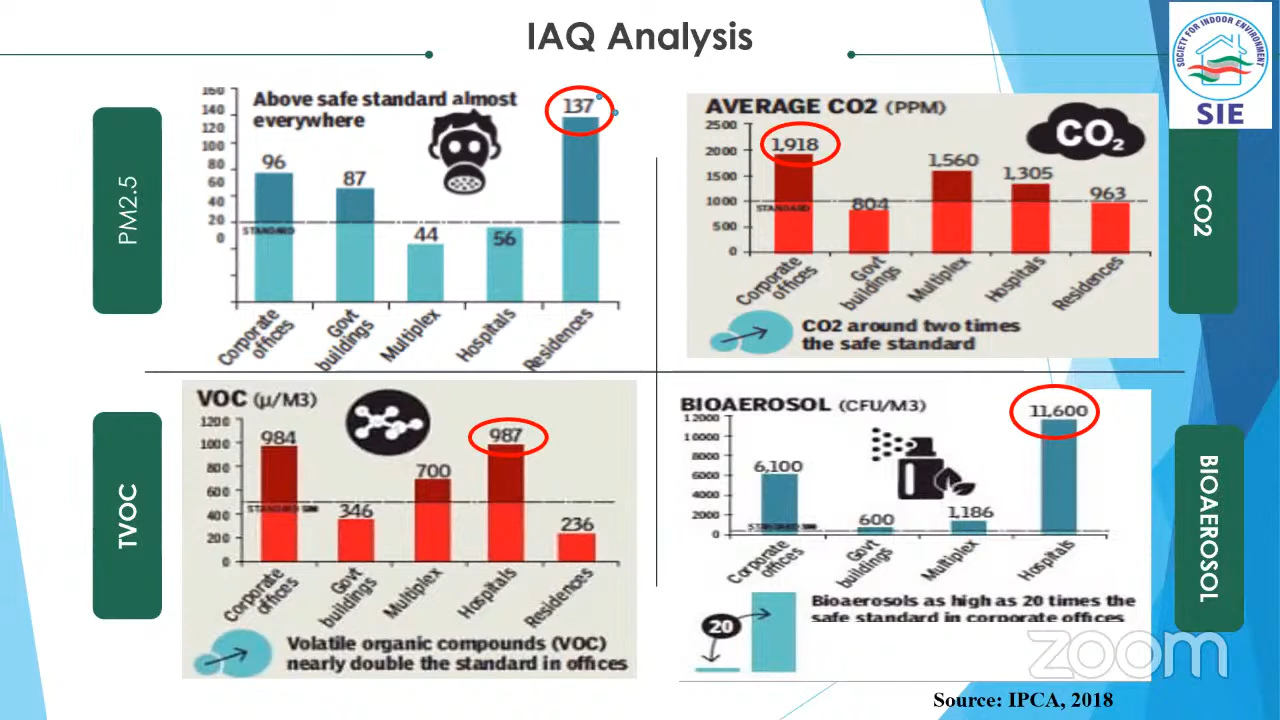 IAQ Analysis
SOCIETY FOR INDOOR ENVIRONMENT
SIE
PM2.5
160
140
120
100
80
60
40
20
0
Above safe standard almost
everywhere
96
87
44
56
137
STANDARD
Corporate
offices
Govt
buildings
Multiplex
Hospitals
Residences
AVERAGE CO2 (PPM)
2500
2000
1500
1000
500
0
1,918
804
1,560
1,305
963
STANDARD
CO2
Corporate
offices
Govt
buildings
Multiplex
Hospitals
Residences
CO2 around two times
the safe standard
CO2
TVOC
VOC (µ/M3)
1200
1000
800
600
400
200
0
984
346
700
987
236
STANDARD 500
Corporate
offices
Govt
buildings
Multiplex
Hospitals
Residences
Volatile organic compounds (VOC)
nearly double the standard in offices
BIOAEROSOL (CFU/M3)
12000
10000
8000
6000
4000
2000
0
6,100
600
1,186
11,600
STANDARD
Corporate
offices
Govt
buildings
Multiplex
Hospitals
20
Bioaerosols as high as 20 times the
safe standard in corporate offices
BIOAEROSOL
zoom
Source: IPCA, 2018